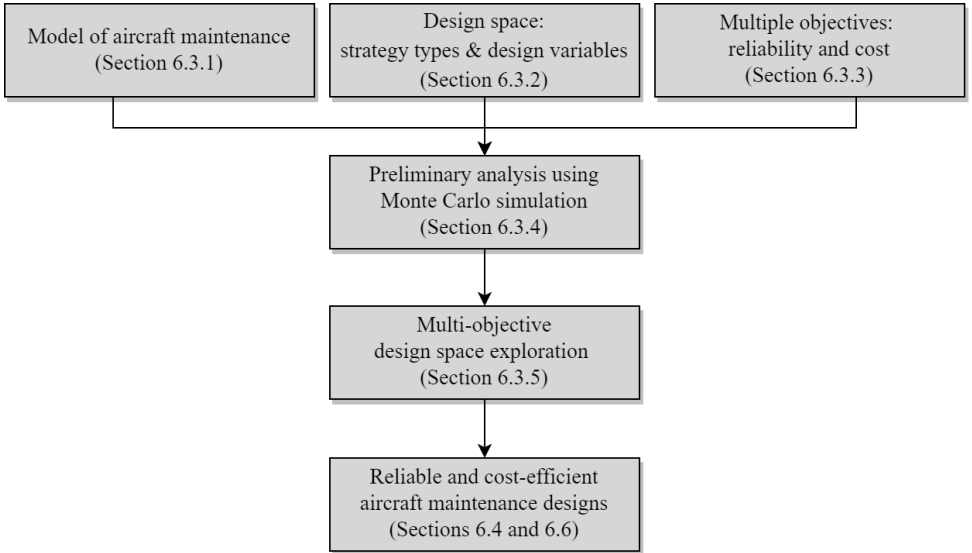 Model of aircraft maintenance
(Section 6.3.1)
Design space:
strategy types & design variables
(Section 6.3.2)
Multiple objectives:
reliability and cost
(Section 6.3.3)
Preliminary analysis using
Monte Carlo simulation
(Section 6.3.4)
Multi-objective
design space exploration
(Section 6.3.5)
Reliable and cost-efficient
aircraft maintenance designs
(Sections 6.4 and 6.6)